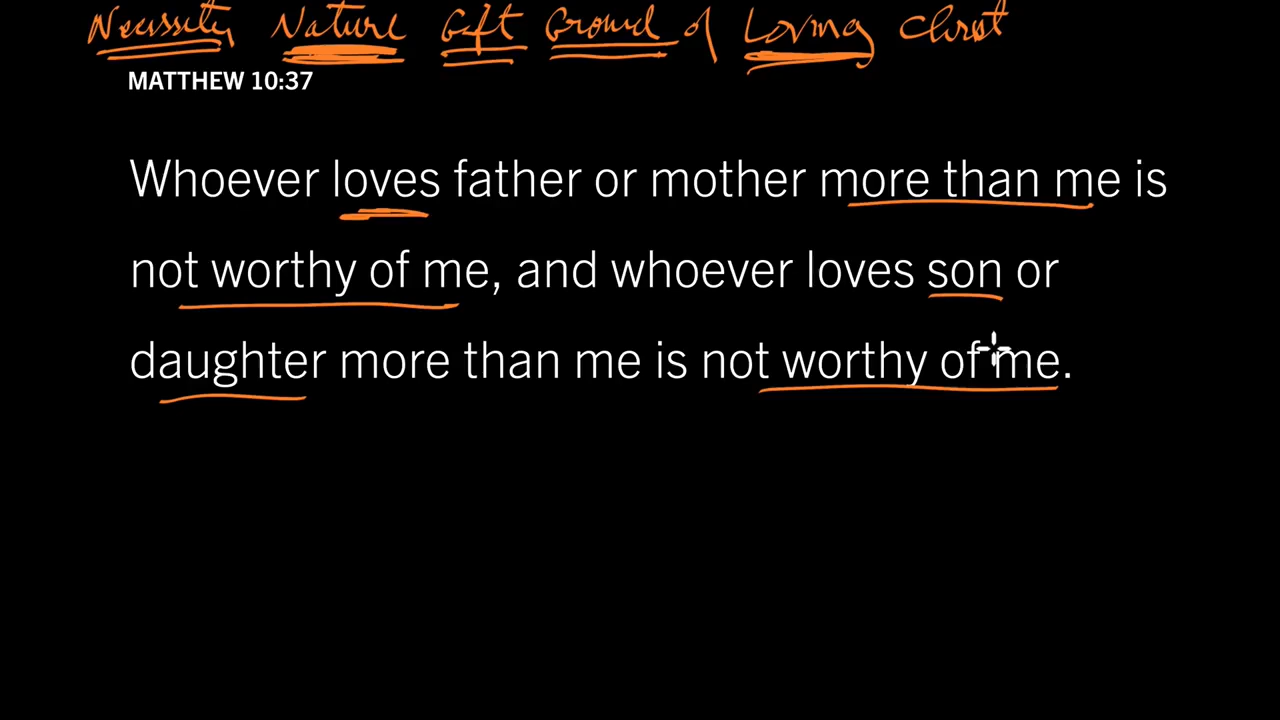 Necessity Nature Gift Ground of Loving Christ
MATTHEW 10:37
Whoever loves father or mother more than me is
not worthy of me, and whoever loves son or
daughter more than me is not worthy of me.